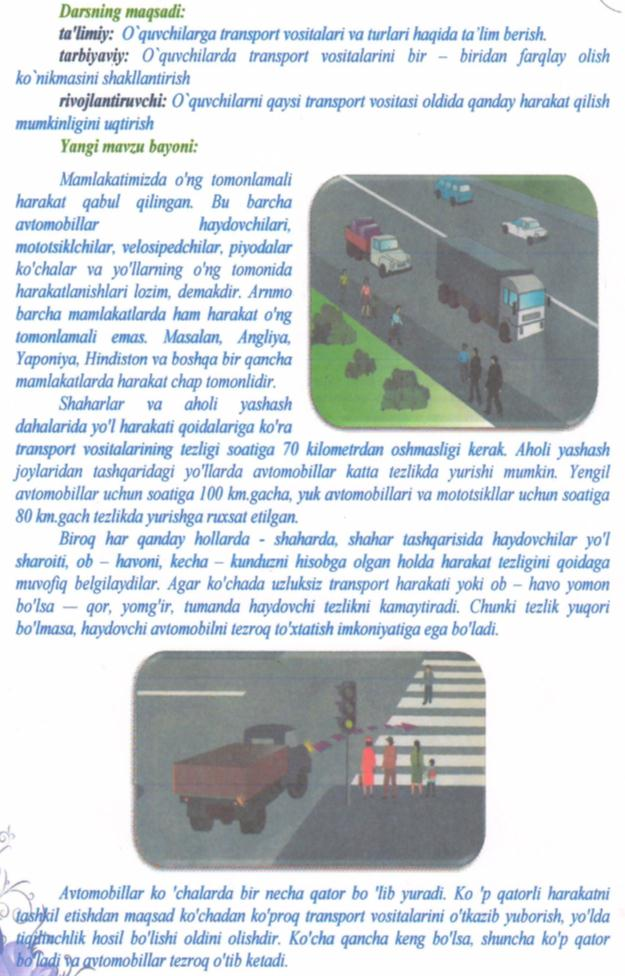 Darsning maqsadi:
ta'limiy: O`quvchilarga transport vositalari va turlari haqida ta'lim berish.
tarbiyaviy: O`quvchilarda transport vositalarini bir – biridan farqlay olish
ko`nikmasini shakllantirish
rivojlantiruvchi: O`quvchilarni qaysi transport vositasi oldida qanday harakat qilish
mumkinligini uqtirish
Yangi mavzu bayoni:
Mamlakatimizda o'ng tomonlamali
harakat qabul qilingan. Bu barcha
avtomobillar haydovchilari,
mototsiklchilar, velosipedchilar, piyodalar
ko'chalar va yo'llarning o'ng tomonida
harakatlanishlari lozim, demakdir. Arnmo
barcha mamlakatlarda ham harakat o'ng
tomonlamali emas. Masalan, Angliya,
Yaponiya, Hindiston va boshqa bir qancha
mamlakatlarda harakat chap tomonlidir.
Shaharlar va aholi yashash
dahalarida yo'l harakati qoidalariga ko'ra
transport vositalarining tezligi soatiga 70 kilometrdan oshmasligi kerak. Aholi yashash
joylaridan tashqaridagi yo'llarda avtomobillar katta tezlikda yurishi mumkin. Yengil
avtomobillar uchun soatiga 100 km.gacha, yuk avtomobillari va mototsikllar uchun soatiga
80 km.gach tezlikda yurishga ruxsat etilgan.
Biroq har qanday hollarda - shaharda, shahar tashqarisida haydovchilar yo'l
sharoiti, ob – havoni, kecha – kunduzni hisobga olgan holda harakat tezligini qoidaga
muvofiq belgilaydilar. Agar ko'chada uzluksiz transport harakati yoki ob – havo yomon
bo'lsa — qor, yomg'ir, tumanda haydovchi tezlikni kamaytiradi. Chunki tezlik yuqori
bo'lmasa, haydovchi avtomobilni tezroq to'xtatish imkoniyatiga ega bo'ladi.
Avtomobillar ko 'chalarda bir necha qator bo 'lib yuradi. Ko 'p qatorli harakatni
tashkil etishdan maqsad ko'chadan ko'proq transport vositalarini o'tkazib yuborish, yo'lda
tiqilinchlik hosil bo'lishi oldini olishdir. Ko'cha qancha keng bo'lsa, shuncha ko'p qator
bo'ladi va avtomobillar tezroq o'tib ketadi.